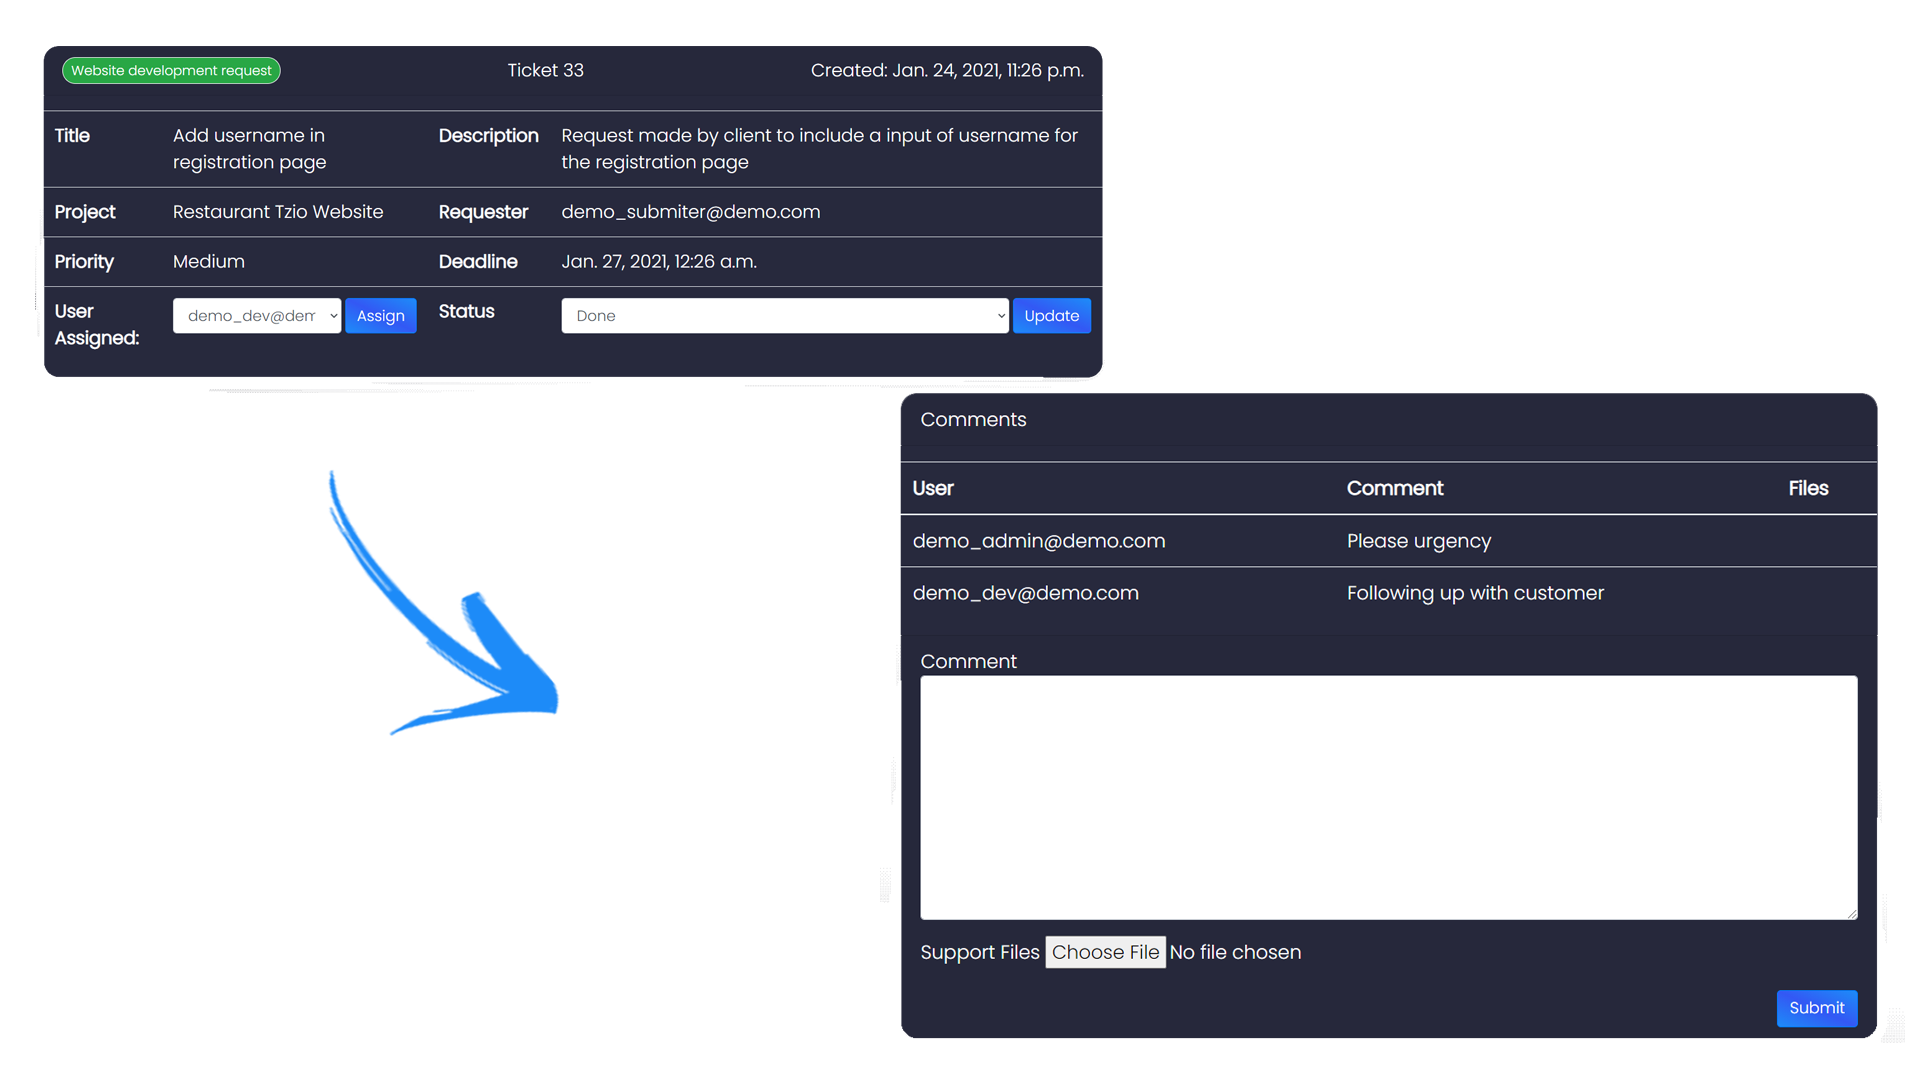 Website development request
Ticket 33
Created: Jan. 24, 2021, 11:26 p.m.
Title
Add username in
registration page
Description
Request made by client to include a input of username for
the registration page
Project
Restaurant Tzio Website
Requester
demo_submiter@demo.com
Priority
Medium
Deadline
Jan. 27, 2021, 12:26 a.m.
User
Assigned:
demo_dev@dem
Assign
Status
Done
Update
Comments
User
Comment
Files
demo_admin@demo.com
Please urgency
demo_dev@demo.com
Following up with customer
Comment
Support Files
Choose File
No file chosen
Submit